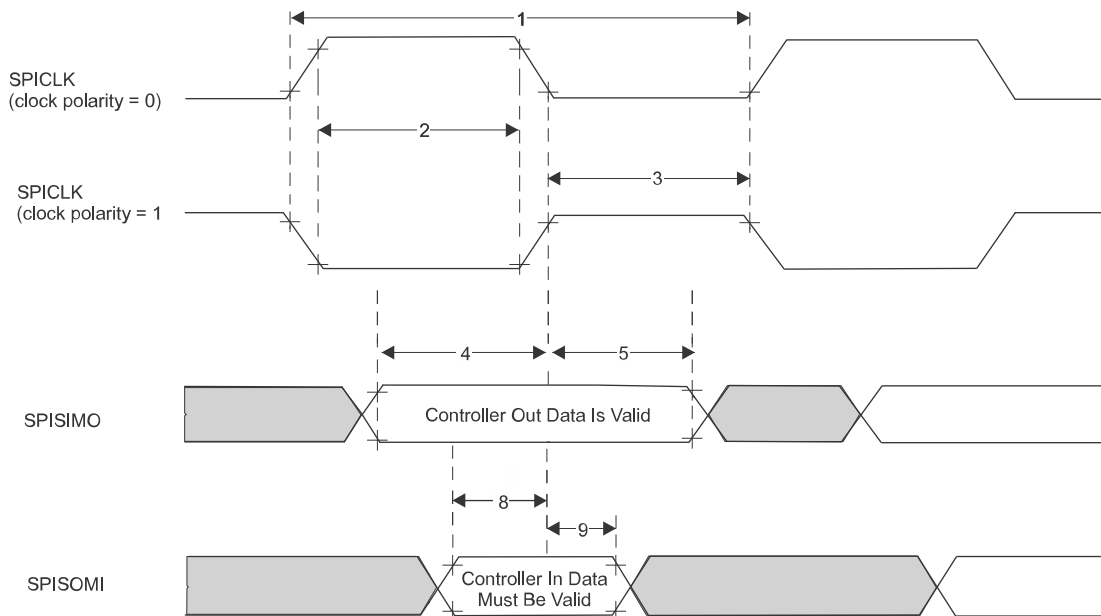 1
SPICLK
(clock polarity = 0)
2
3
SPICLK
(clock polarity = 1
4
5
SPISIMO
Controller Out Data Is Valid
8
9
SPISOMI
Controller In Data
Must Be Valid